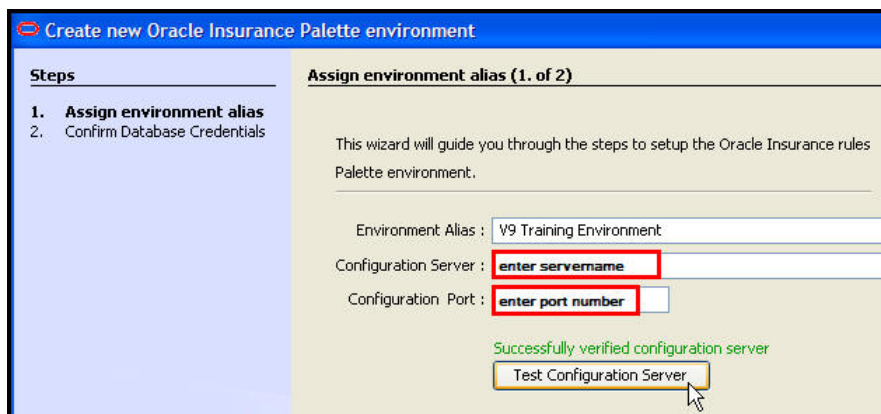 Create new Oracle Insurance Palette environment
Steps
1. Assign environment alias
2. Confirm Database Credentials
Assign environment alias (1. of 2)
This wizard will guide you through the steps to setup the Oracle Insurance rules
Palette environment.
Environment Alias : V9 Training Environment
Configuration Server : enter servername
Configuration Port : enter port number
Successfully verified configuration server
Test Configuration Server